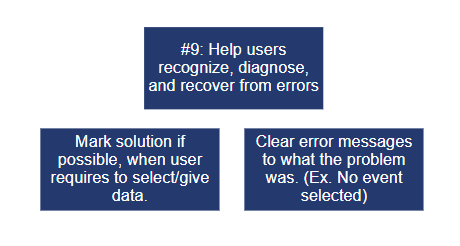 #9: Help users
recognize, diagnose,
and recover from errors
Mark solution if
possible, when user
requires to select/give
data.
Clear error messages
to what the problem
was. (Ex. No event
selected)